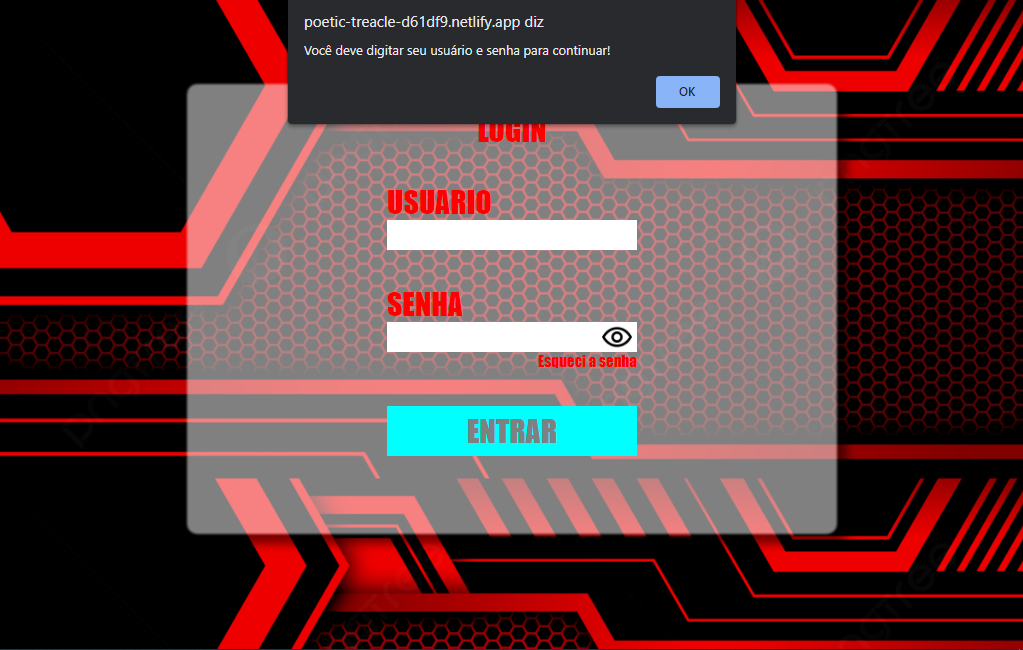 poetic-treacle-d61df9.netlify.app diz
Você deve digitar seu usuário e senha para continuar!
OK
LOGIN
USUARIO
SENHA
Esqueci a senha
ENTRAR